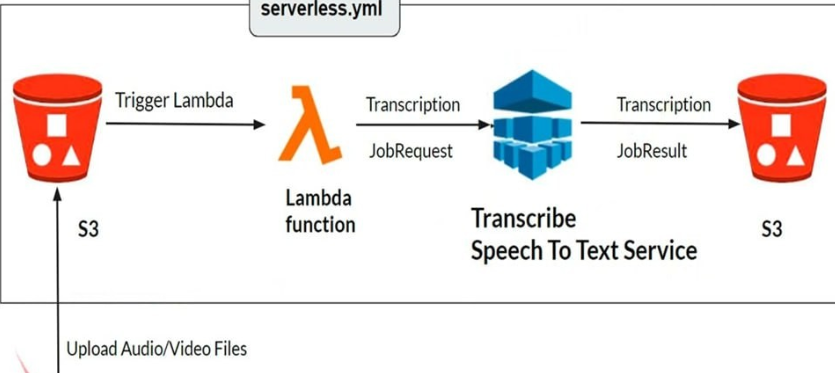 serverless.yml
Trigger Lambda
Transcription
JobRequest
Transcription
JobResult
S3
Lambda
function
Transcribe
Speech To Text Service
S3
Upload Audio/Video Files